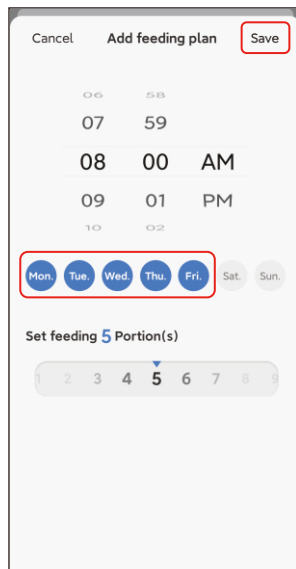 Cancel Add feeding plan Save
06 58
07 59
08 00 AM
09 01 PM
10 02
Mon. Tue. Wed. Thu. Fri. Sat. Sun.
Set feeding 5 Portion(s)
1 2 3 4 5 6 7 8 9